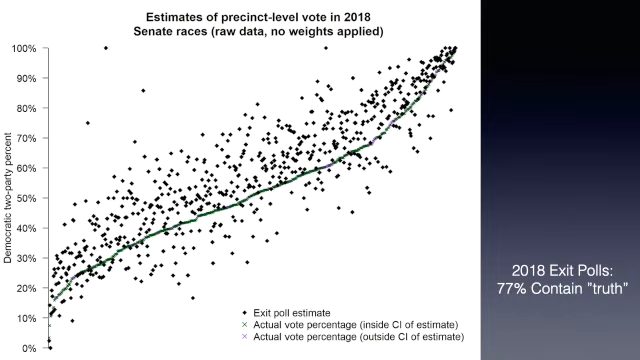 Estimates of precinct-level vote in 2018
Senate races (raw data, no weights applied)
Democratic two-party percent
100%
90%
80%
70%
60%
50%
40%
30%
20%
10%
0%
Exit poll estimate
Actual vote percentage (inside CI of estimate)
Actual vote percentage (outside CI of estimate)
2018 Exit Polls:
77% Contain "truth"